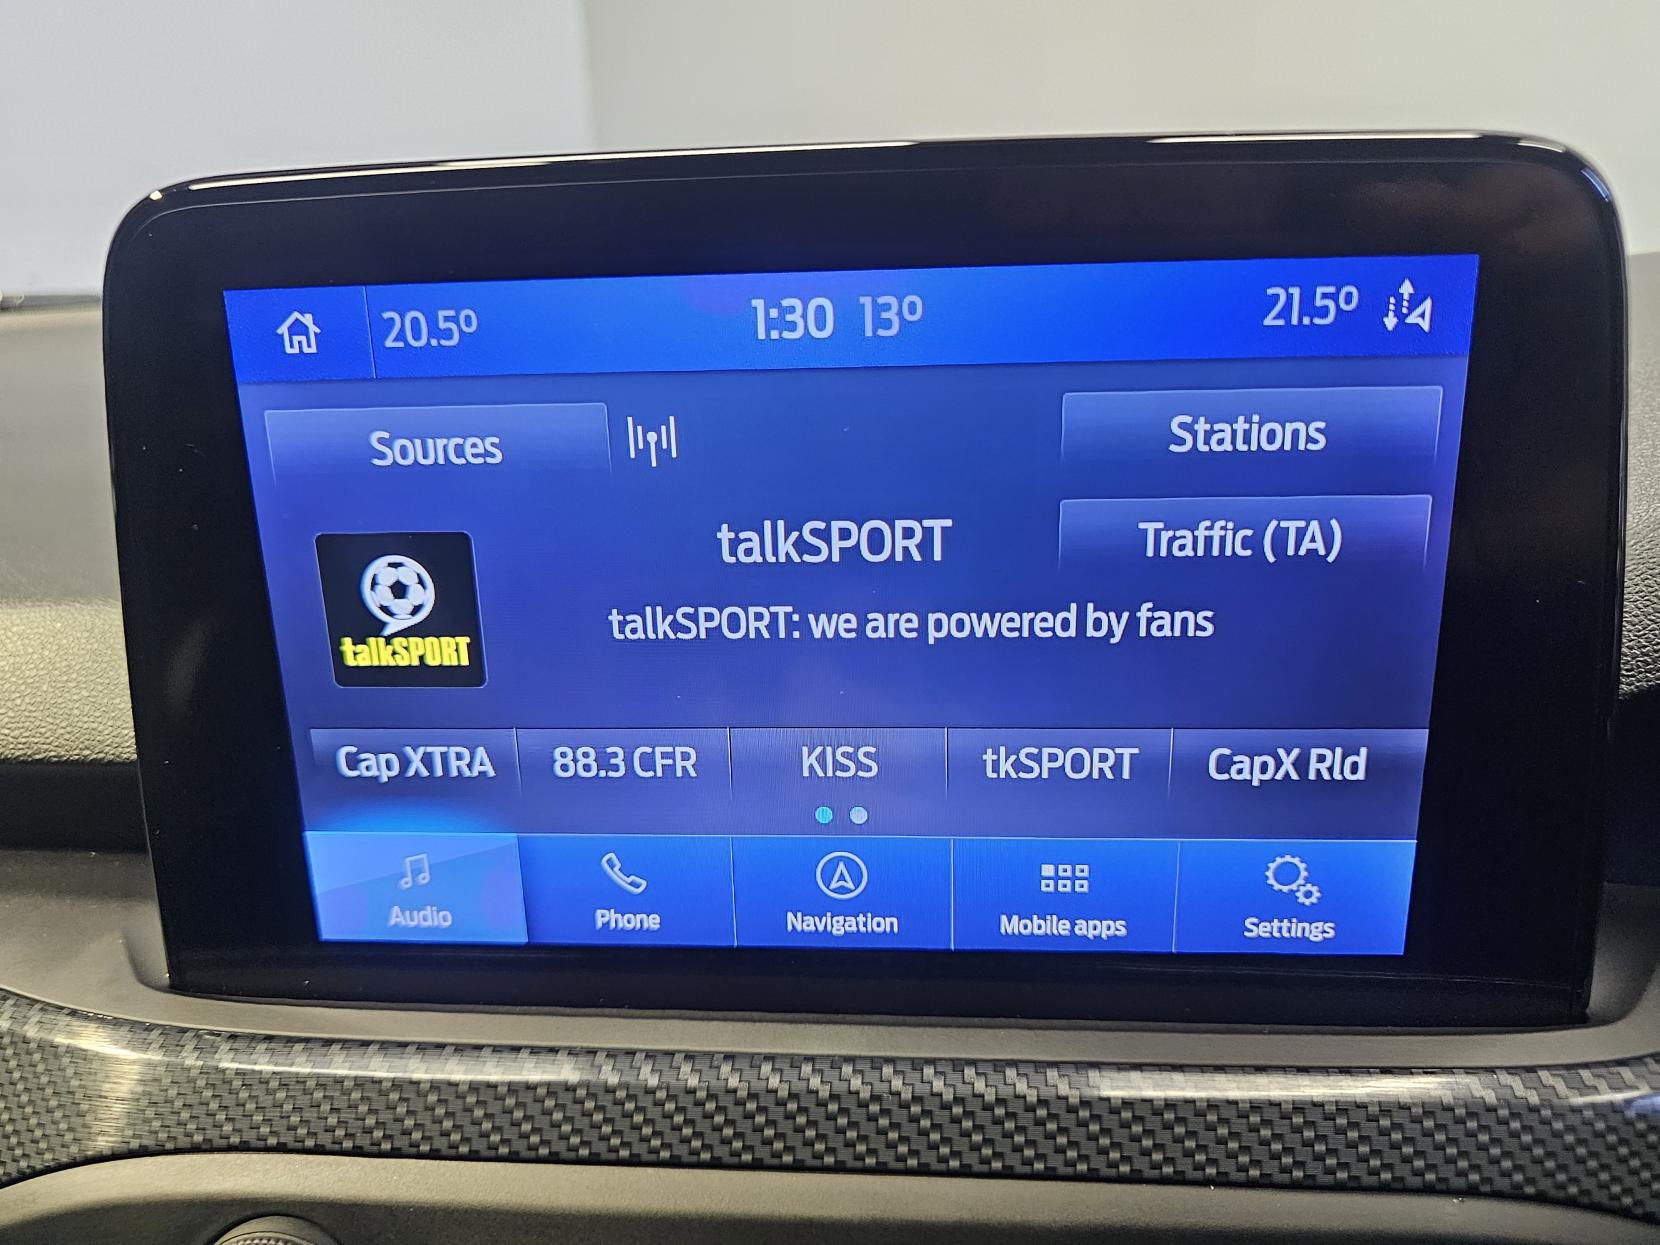 20.5º 1:30 13º 21.5º
Sources Stations
talkSPORT Traffic (TA)
talkSPORT: we are powered by fans
talkSPORT
Cap XTRA 88.3 CFR KISS tkSPORT CapX Rld
Audio Phone Navigation Mobile apps Settings